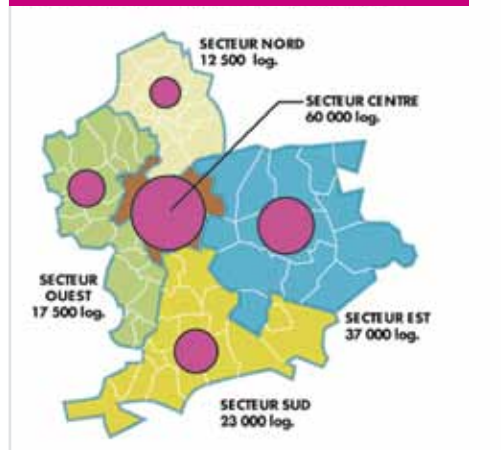 SECTEUR NORD
12 500 log.
SECTEUR CENTRE
60 000 log.
SECTEUR
OUEST
17 500 log.
SECTEUR EST
37 000 log.
SECTEUR SUD
23 000 log.